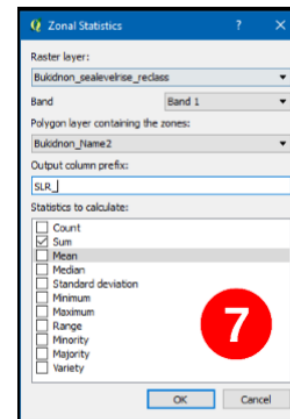 Zonal Statistics ? ×
Raster layer:
Bukidnon_sealevelrise_reclass
Band Band 1
Polygon layer containing the zones:
Bukidnon_Name2
Output column prefix:
SLR_
Statistics to calculate:
Count
Sum
Mean
Median
Standard deviation
Minimum
Maximum
Range
Minority
Majority
Variety
7
OK Cancel